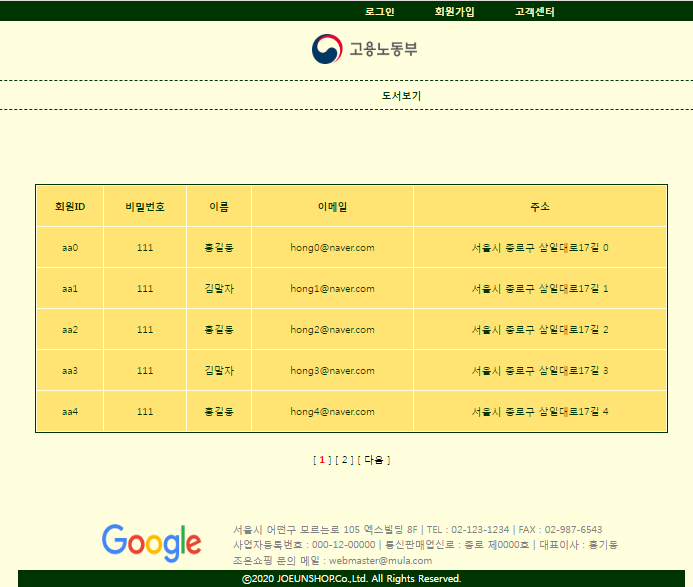 로그인 회원가입 고객센터
고용노동부
도서보기
회원ID 비밀번호 이름 이메일 주소
aa0 111 홍길동 hong0@naver.com 서울시 종로구 삼일대로17길 0
aa1 111 김말자 hong1@naver.com 서울시 종로구 삼일대로17길 1
aa2 111 홍길동 hong2@naver.com 서울시 종로구 삼일대로17길 2
aa3 111 김말자 hong3@naver.com 서울시 종로구 삼일대로17길 3
aa4 111 홍길동 hong4@naver.com 서울시 종로구 삼일대로17길 4
[ 1 ] [ 2 ] [ 다음 ]
Google
서울시 어떤구 모르는로 105 멕스빌딩 8F | TEL : 02-123-1234 | FAX : 02-987-6543
사업자등록번호 : 000-12-00000 | 통신판매업신로 : 종로 제0000호 | 대표이사 : 홍기동
조은쇼핑 문의 메일 : webmaster@mula.com
©2020 JOEUNSHOP.Co.,Ltd. All Rights Reserved.